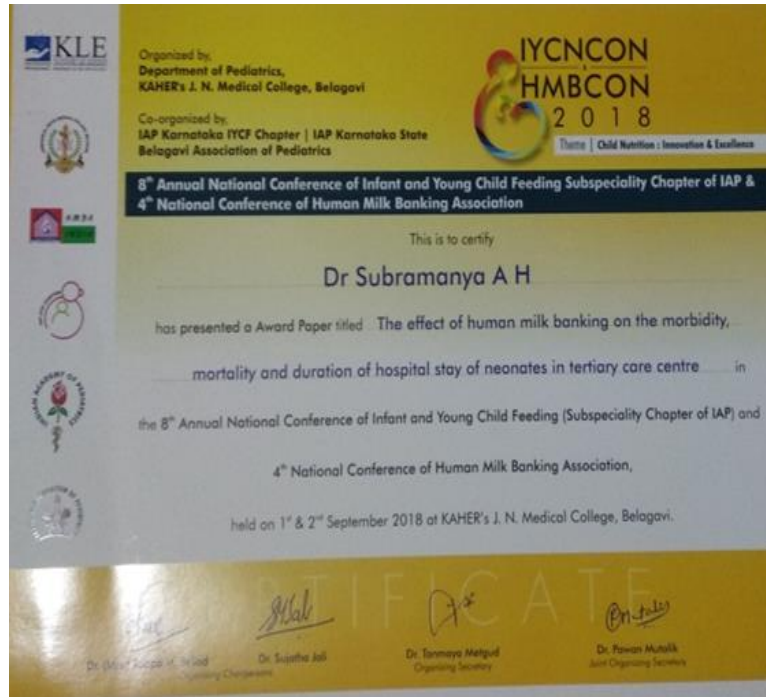 KLE
Organized by,
Department of Pediatrics,
KAHER's J. N. Medical College, Belagavi
Co-organized by,
IAP Karnataka IYCF Chapter | IAP Karnataka State
Belagavi Association of Pediatrics
IYCNCON
&
HMBCON
2018
Theme | Child Nutrition : Innovation & Excellence
8th Annual National Conference of Infant and Young Child Feeding Subspeciality Chapter of IAP &
4th National Conference of Human Milk Banking Association
This is to certify
Dr Subramanya A H
has presented a Award Paper titled The effect of human milk banking on the morbidity,
mortality and duration of hospital stay of neonates in tertiary care centre in
the 8th Annual National Conference of Infant and Young Child Feeding (Subspeciality Chapter of IAP) and
4th National Conference of Human Milk Banking Association,
held on 1st & 2nd September 2018 at KAHER's J. N. Medical College, Belagavi.
INDIAN ACADEMY OF PEDIATRICS
CERTIFICATE
Dr. Sujatha Jali
Organizing Chairpersons
Dr. Tanmaya Metgud
Organizing Secretary
Dr. Pawan Mutalik
Joint Organizing Secretary